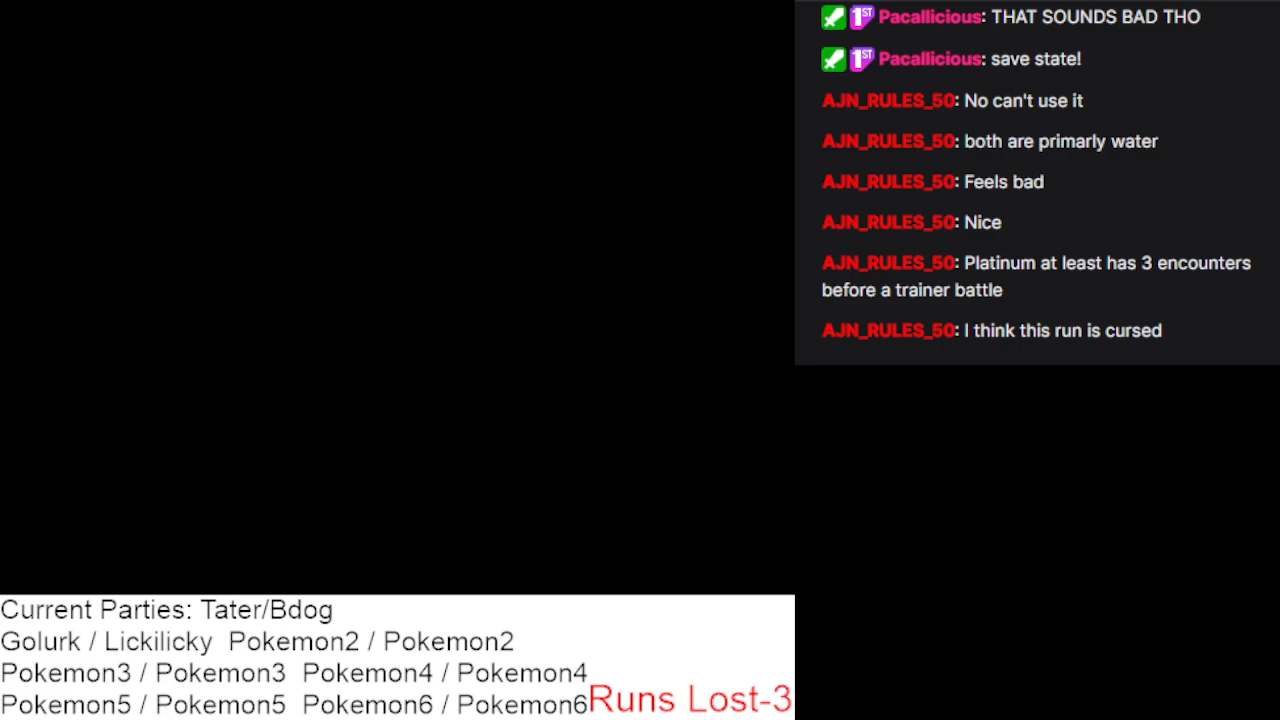 1ST Pacallicious: THAT SOUNDS BAD THO
1ST Pacallicious: save state!
AJN_RULES_50: No can't use it
AJN_RULES_50: both are primarly water
AJN_RULES_50: Feels bad
AJN_RULES_50: Nice
AJN_RULES_50: Platinum at least has 3 encounters
before a trainer battle
AJN_RULES_50: I think this run is cursed
Current Parties: Tater/Bdog
Golurk / Lickilicky Pokemon2 / Pokemon2
Pokemon3 / Pokemon3 Pokemon4 / Pokemon4
Pokemon5 / Pokemon5 Pokemon6 / Pokemon6
Runs Lost-3